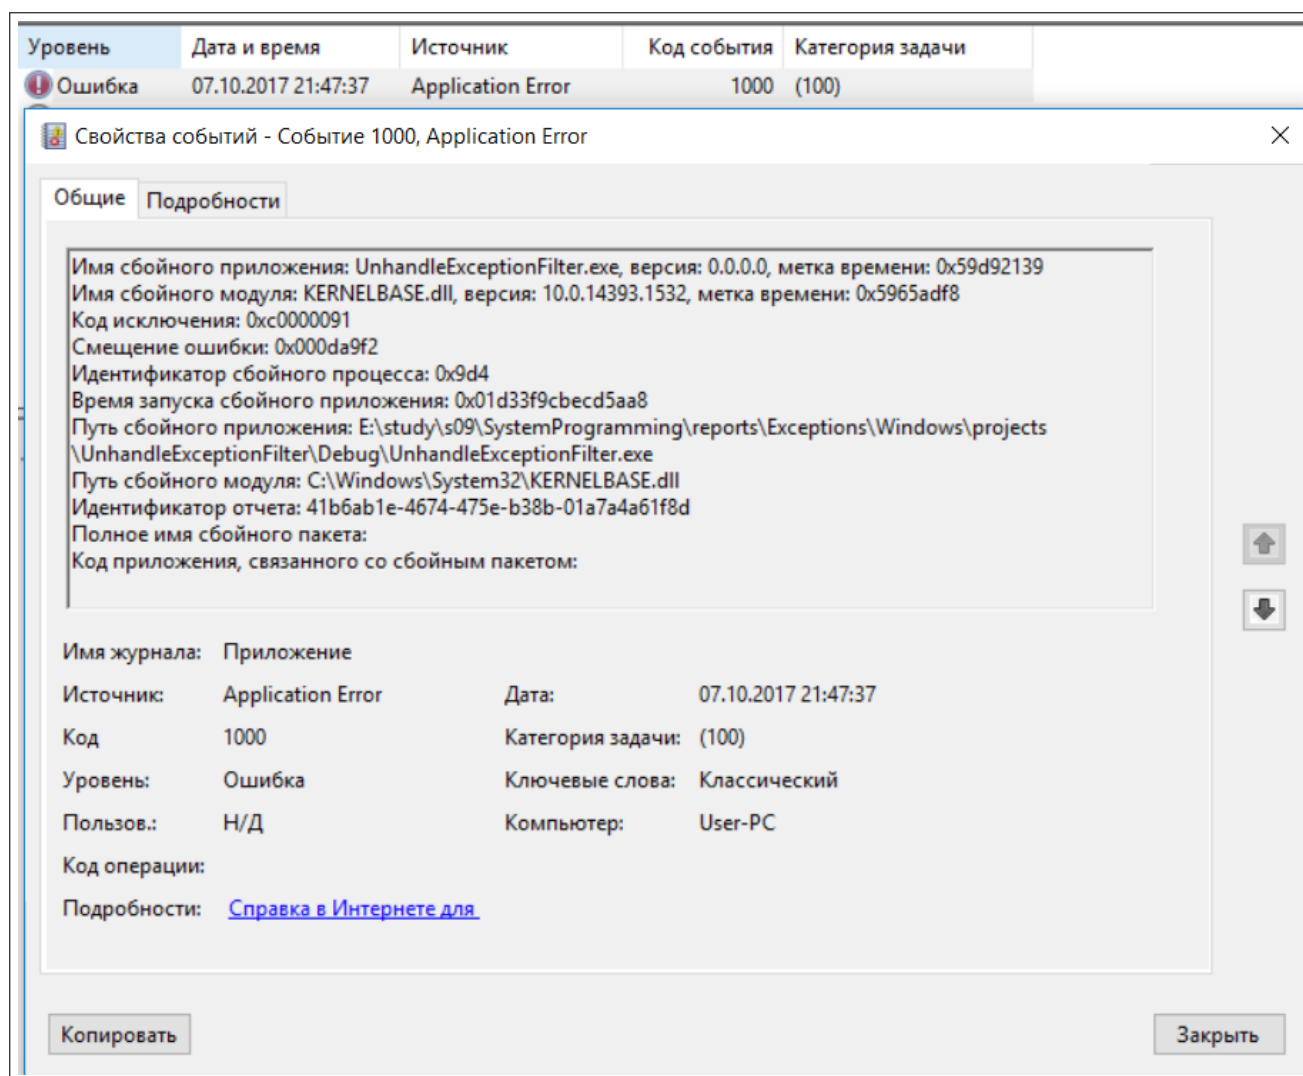 Уровень Дата и время Источник Код события Категория задачи
Ошибка 07.10.2017 21:47:37 Application Error 1000 (100)
Свойства событий - Событие 1000, Application Error
Общие Подробности
Имя сбойного приложения: UnhandleExceptionFilter.exe, версия: 0.0.0.0, метка времени: 0x59d92139
Имя сбойного модуля: KERNELBASE.dll, версия: 10.0.14393.1532, метка времени: 0x5965adf8
Код исключения: 0xc0000091
Смещение ошибки: 0x000da9f2
Идентификатор сбойного процесса: 0x9d4
Время запуска сбойного приложения: 0x01d33f9cbecd5aa8
Путь сбойного приложения: E:\study\s09\SystemProgramming\reports\Exceptions\Windows\projects
\UnhandleExceptionFilter\Debug\UnhandleExceptionFilter.exe
Путь сбойного модуля: C:\Windows\System32\KERNELBASE.dll
Идентификатор отчета: 41b6ab1e-4674-475e-b38b-01a7a4a61f8d
Полное имя сбойного пакета:
Код приложения, связанного со сбойным пакетом:
Имя журнала: Приложение
Источник: Application Error Дата: 07.10.2017 21:47:37
Код 1000 Категория задачи: (100)
Уровень: Ошибка Ключевые слова: Классический
Пользов.: Н/Д Компьютер: User-PC
Код операции:
Подробности: Справка в Интернете для
Копировать Закрыть